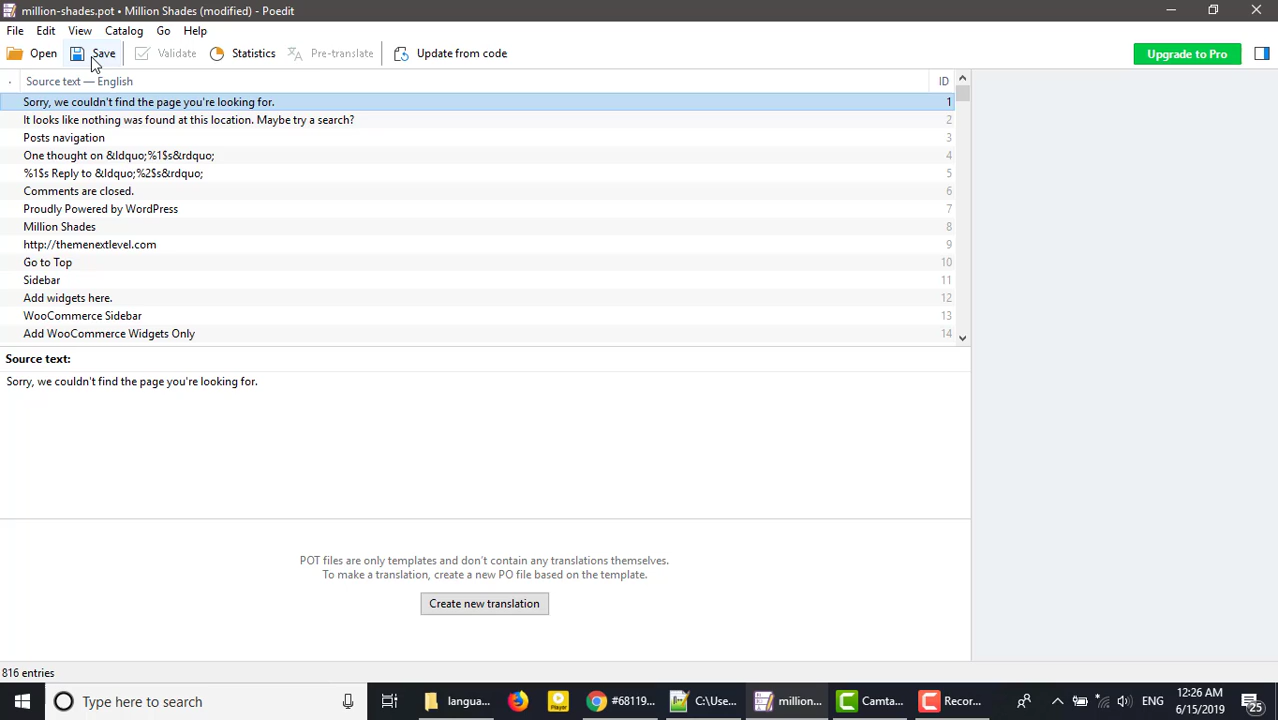 million-shades.pot • Million Shades (modified) - Poedit
File Edit View Catalog Go Help
Open Save Validate Statistics Pre-translate Update from code Upgrade to Pro
Source text — English ID
Sorry, we couldn't find the page you're looking for. 1
It looks like nothing was found at this location. Maybe try a search? 2
Posts navigation 3
One thought on &ldquo;%1$s&rdquo; 4
%1$s Reply to &ldquo;%2$s&rdquo; 5
Comments are closed. 6
Proudly Powered by WordPress 7
Million Shades 8
http://themenextlevel.com 9
Go to Top 10
Sidebar 11
Add widgets here. 12
WooCommerce Sidebar 13
Add WooCommerce Widgets Only 14
Source text:
Sorry, we couldn't find the page you're looking for.
POT files are only templates and don't contain any translations themselves.
To make a translation, create a new PO file based on the template.
Create new translation
816 entries
Type here to search langua... #68119... C:\Use... million... Camta... Recor... ENG 12:26 AM
6/15/2019 25